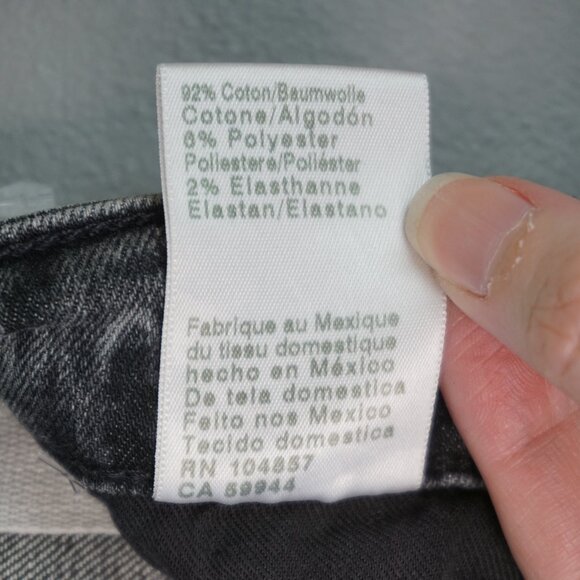 92% Coton/Baumwolle
Cotone/Algodón
6% Polyester
Poliestere/Poliéster
2% Elasthanne
Elastan/Elastano
Fabrique au Mexique
du tissu domestique
hecho en México
De tela domestica
Feito nos Mexico
Tecido domestica
RN 104857
CA 59944